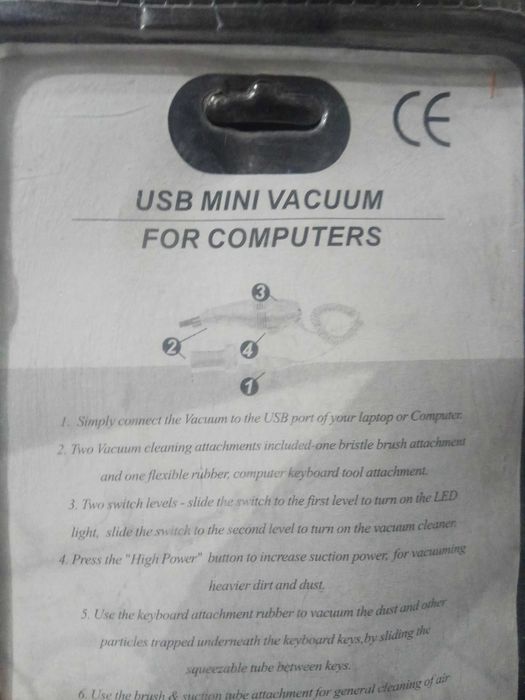 CE
USB MINI VACUUM
FOR COMPUTERS
3
2
4
1
1. Simply connect the Vacuum to the USB port of your laptop or Computer.
2. Two Vacuum cleaning attachments included-one bristle brush attachment
and one flexible rubber, computer keyboard tool attachment.
3. Two switch levels - slide the switch to the first level to turn on the LED
light, slide the switch to the second level to turn on the vacuum cleaner.
4. Press the "High Power" button to increase suction power, for vacuuming
heavier dirt and dust.
5. Use the keyboard attachment rubber to vacuum the dust and other
particles trapped underneath the keyboard keys, by sliding the
squeezable tube between keys.
6. Use the brush & suction tube attachment for general cleaning of air